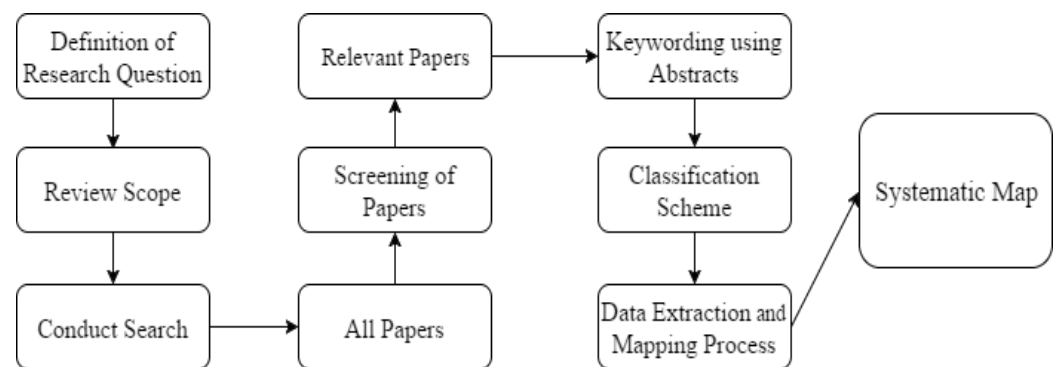 Definition of
Research Question
Review Scope
Conduct Search
All Papers
Screening of
Papers
Relevant Papers
Keywording using
Abstracts
Classification
Scheme
Data Extraction and
Mapping Process
Systematic Map